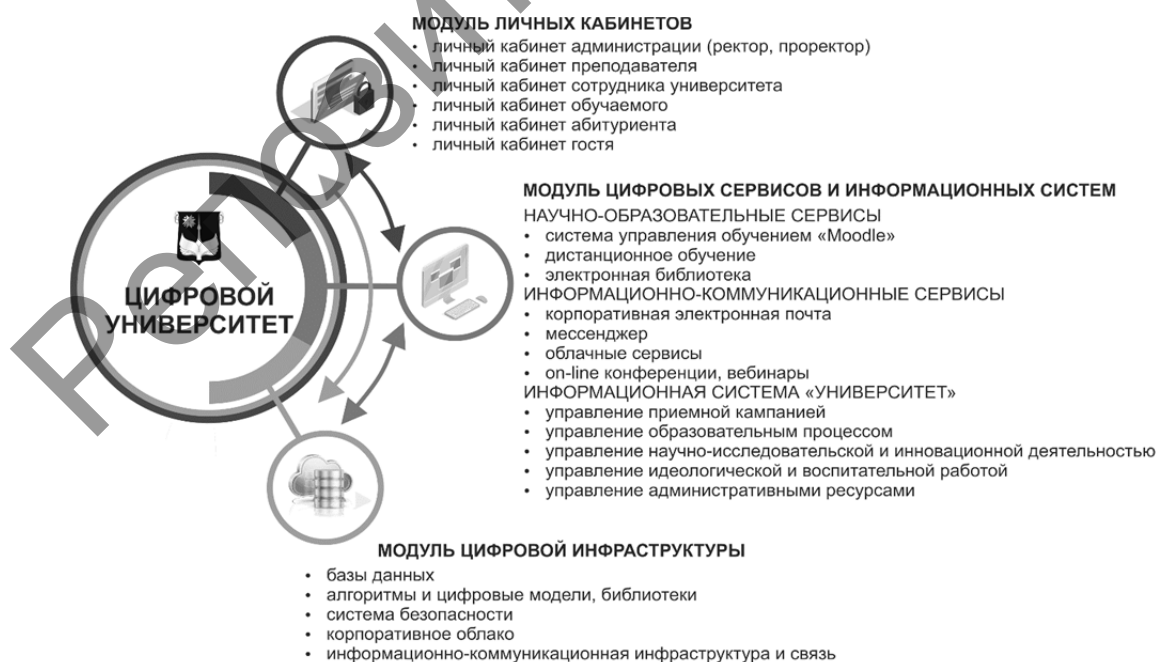 МОДУЛЬ ЛИЧНЫХ КАБИНЕТОВ
• личный кабинет администрации (ректор, проректор)
• личный кабинет преподавателя
• личный кабинет сотрудника университета
• личный кабинет обучаемого
• личный кабинет абитуриента
• личный кабинет гостя
ЦИФРОВОЙ
УНИВЕРСИТЕТ
МОДУЛЬ ЦИФРОВЫХ СЕРВИСОВ И ИНФОРМАЦИОННЫХ СИСТЕМ
НАУЧНО-ОБРАЗОВАТЕЛЬНЫЕ СЕРВИСЫ
• система управления обучением «Moodle»
• дистанционное обучение
• электронная библиотека
ИНФОРМАЦИОННО-КОММУНИКАЦИОННЫЕ СЕРВИСЫ
• корпоративная электронная почта
• мессенджер
• облачные сервисы
• on-line конференции, вебинары
ИНФОРМАЦИОННАЯ СИСТЕМА «УНИВЕРСИТЕТ»
• управление приемной кампанией
• управление образовательным процессом
• управление научно-исследовательской и инновационной деятельностью
• управление идеологической и воспитательной работой
• управление административными ресурсами
МОДУЛЬ ЦИФРОВОЙ ИНФРАСТРУКТУРЫ
• базы данных
• алгоритмы и цифровые модели, библиотеки
• система безопасности
• корпоративное облако
• информационно-коммуникационная инфраструктура и связь